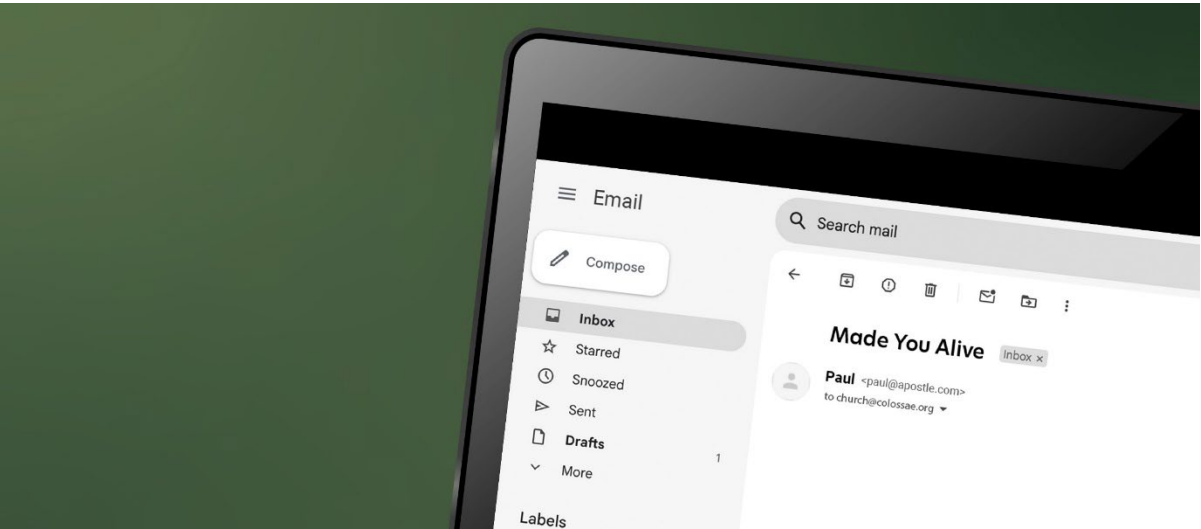 Email
Search mail
Compose
Inbox
Starred
Snoozed
Sent
Drafts 1
More
Labels
Made You Alive Inbox ×
Paul <paul@apostle.com>
to church@colossae.org